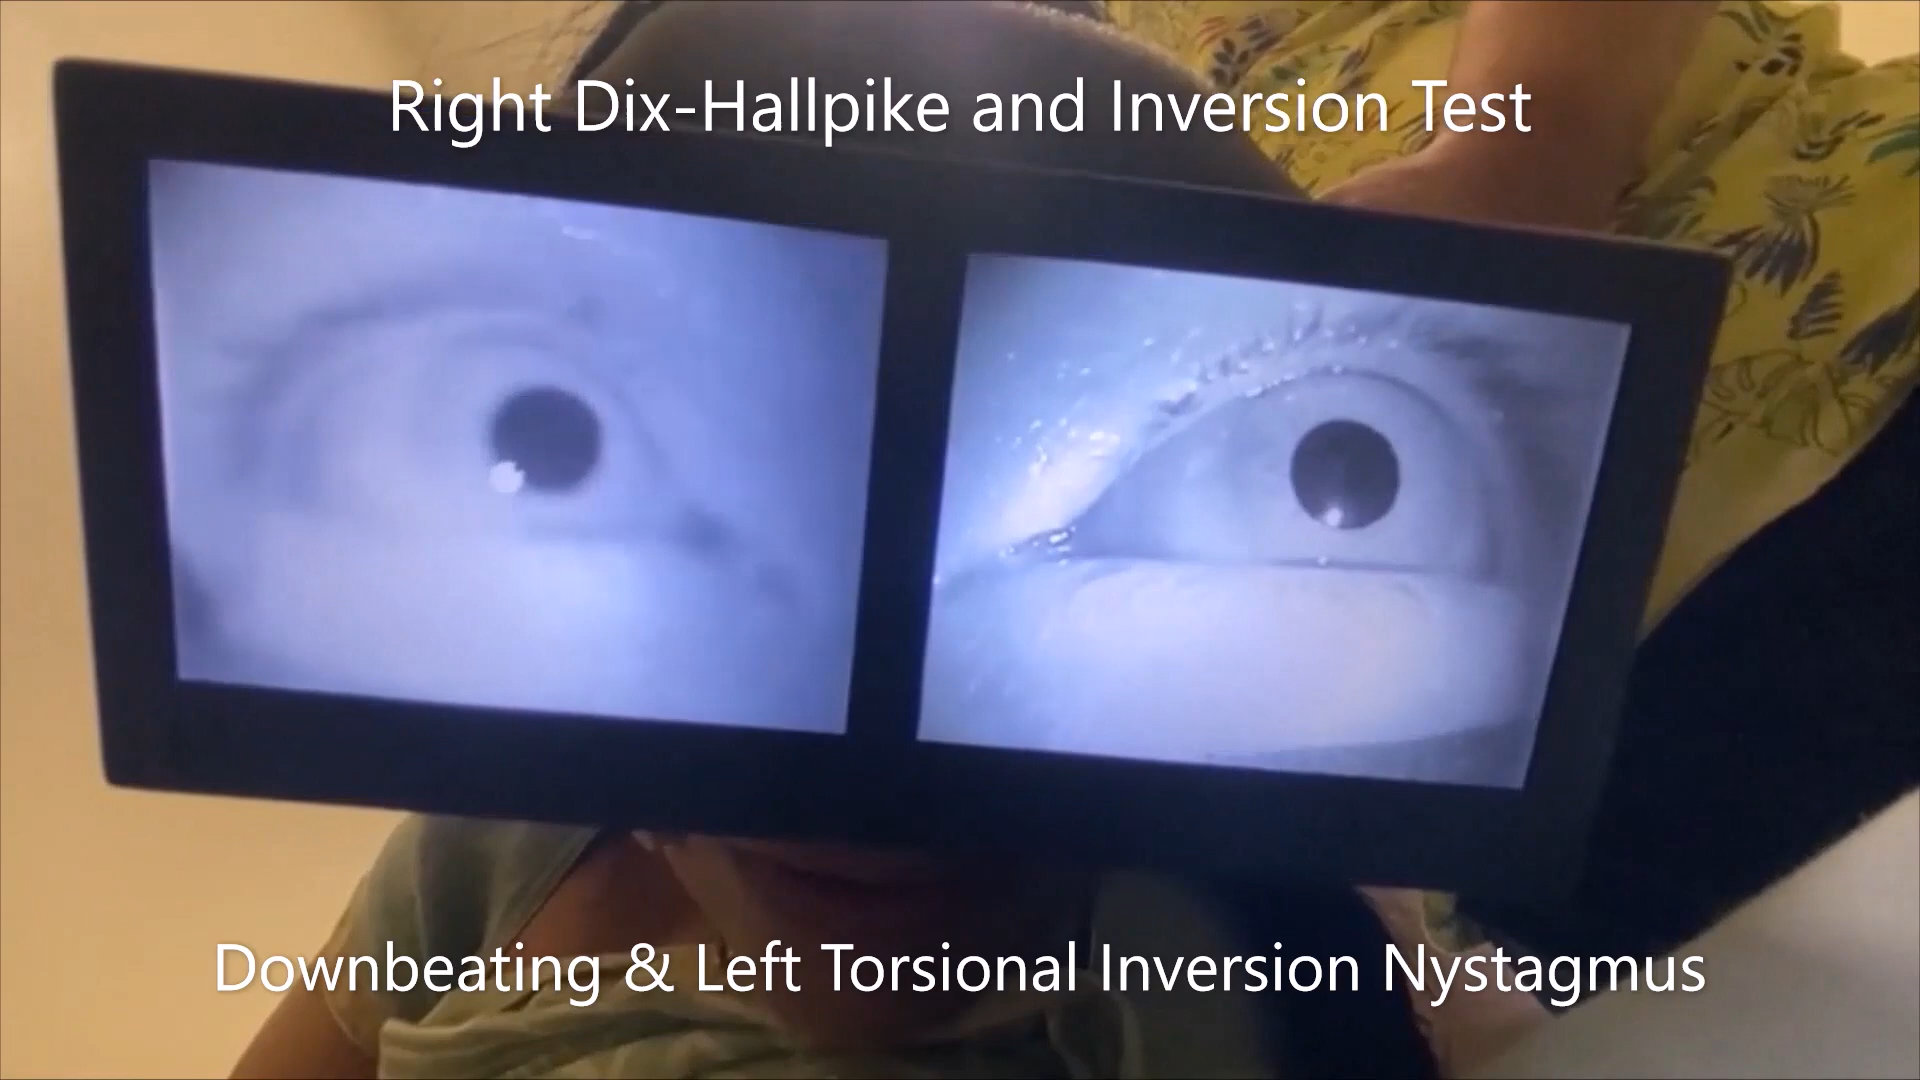 Right Dix-Hallpike and Inversion Test
Downbeating & Left Torsional Inversion Nystagmus